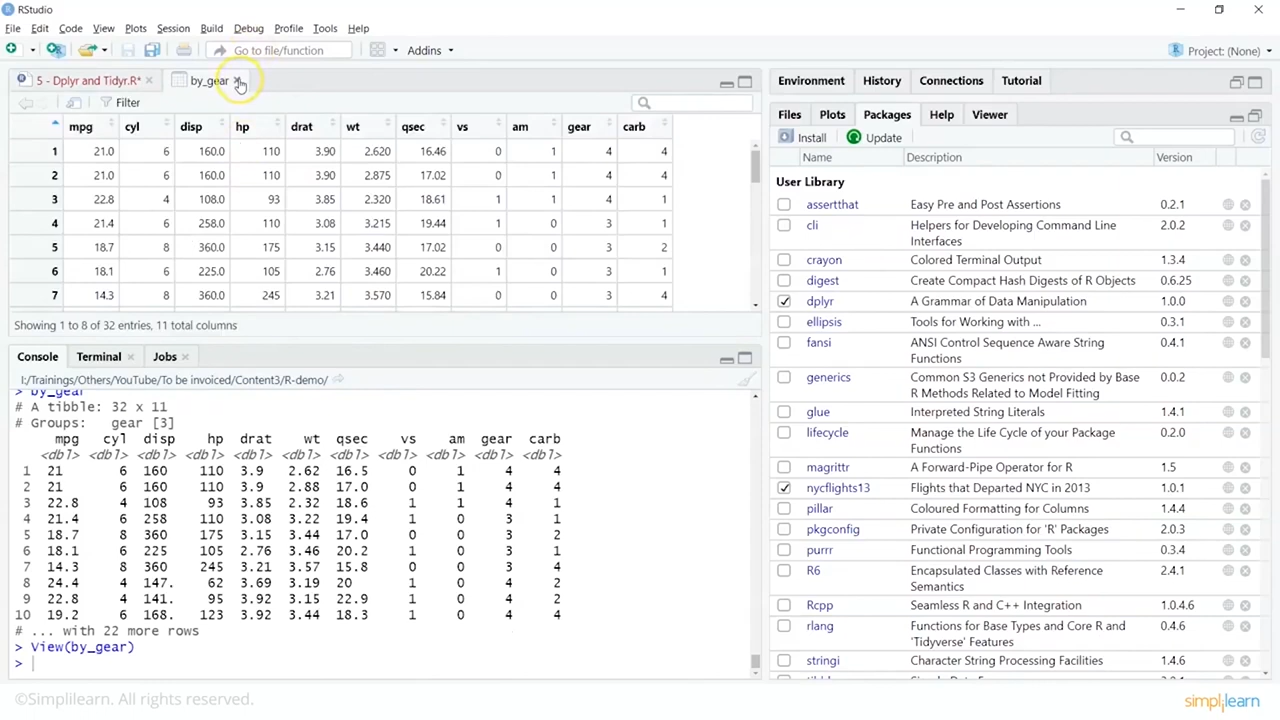 RStudio
File Edit Code View Plots Session Build Debug Profile Tools Help
Go to file/function Addins Project: (None)
5 - Dplyr and Tidyr.R* by_gear
Filter
mpg cyl disp hp drat wt qsec vs am gear carb
1 21.0 6 160.0 110 3.90 2.620 16.46 0 1 4 4
2 21.0 6 160.0 110 3.90 2.875 17.02 0 1 4 4
3 22.8 4 108.0 93 3.85 2.320 18.61 1 1 4 1
4 21.4 6 258.0 110 3.08 3.215 19.44 1 0 3 1
5 18.7 8 360.0 175 3.15 3.440 17.02 0 0 3 2
6 18.1 6 225.0 105 2.76 3.460 20.22 1 0 3 1
7 14.3 8 360.0 245 3.21 3.570 15.84 0 0 3 4
Showing 1 to 8 of 32 entries, 11 total columns
Console Terminal Jobs
I:/Trainings/Others/YouTube/To be invoiced/Content3/R-demo/
> by_gear
# A tibble: 32 x 11
# Groups: gear [3]
mpg cyl disp hp drat wt qsec vs am gear carb
<dbl> <dbl> <dbl> <dbl> <dbl> <dbl> <dbl> <dbl> <dbl> <dbl> <dbl>
1 21 6 160 110 3.9 2.62 16.5 0 1 4 4
2 21 6 160 110 3.9 2.88 17.0 0 1 4 4
3 22.8 4 108 93 3.85 2.32 18.6 1 1 4 1
4 21.4 6 258 110 3.08 3.22 19.4 1 0 3 1
5 18.7 8 360 175 3.15 3.44 17.0 0 0 3 2
6 18.1 6 225 105 2.76 3.46 20.2 1 0 3 1
7 14.3 8 360 245 3.21 3.57 15.8 0 0 3 4
8 24.4 4 147. 62 3.69 3.19 20 1 0 4 2
9 22.8 4 141. 95 3.92 3.15 22.9 1 0 4 2
10 19.2 6 168. 123 3.92 3.44 18.3 1 0 4 4
# ... with 22 more rows
> View(by_gear)
>
Environment History Connections Tutorial
Files Plots Packages Help Viewer
Install Update
Name Description Version
User Library
assertthat Easy Pre and Post Assertions 0.2.1
cli Helpers for Developing Command Line 2.0.2
Interfaces
crayon Colored Terminal Output 1.3.4
digest Create Compact Hash Digests of R Objects 0.6.25
dplyr A Grammar of Data Manipulation 1.0.0
ellipsis Tools for Working with ... 0.3.1
fansi ANSI Control Sequence Aware String 0.4.1
Functions
generics Common S3 Generics not Provided by Base 0.0.2
R Methods Related to Model Fitting
glue Interpreted String Literals 1.4.1
lifecycle Manage the Life Cycle of your Package 0.2.0
Functions
magrittr A Forward-Pipe Operator for R 1.5
nycflights13 Flights that Departed NYC in 2013 1.0.1
pillar Coloured Formatting for Columns 1.4.4
pkgconfig Private Configuration for 'R' Packages 2.0.3
purrr Functional Programming Tools 0.3.4
R6 Encapsulated Classes with Reference 2.4.1
Semantics
Rcpp Seamless R and C++ Integration 1.0.4.6
rlang Functions for Base Types and Core R and 0.4.6
'Tidyverse' Features
stringi Character String Processing Facilities 1.4.6
©Simplilearn. All rights reserved.
simplilearn